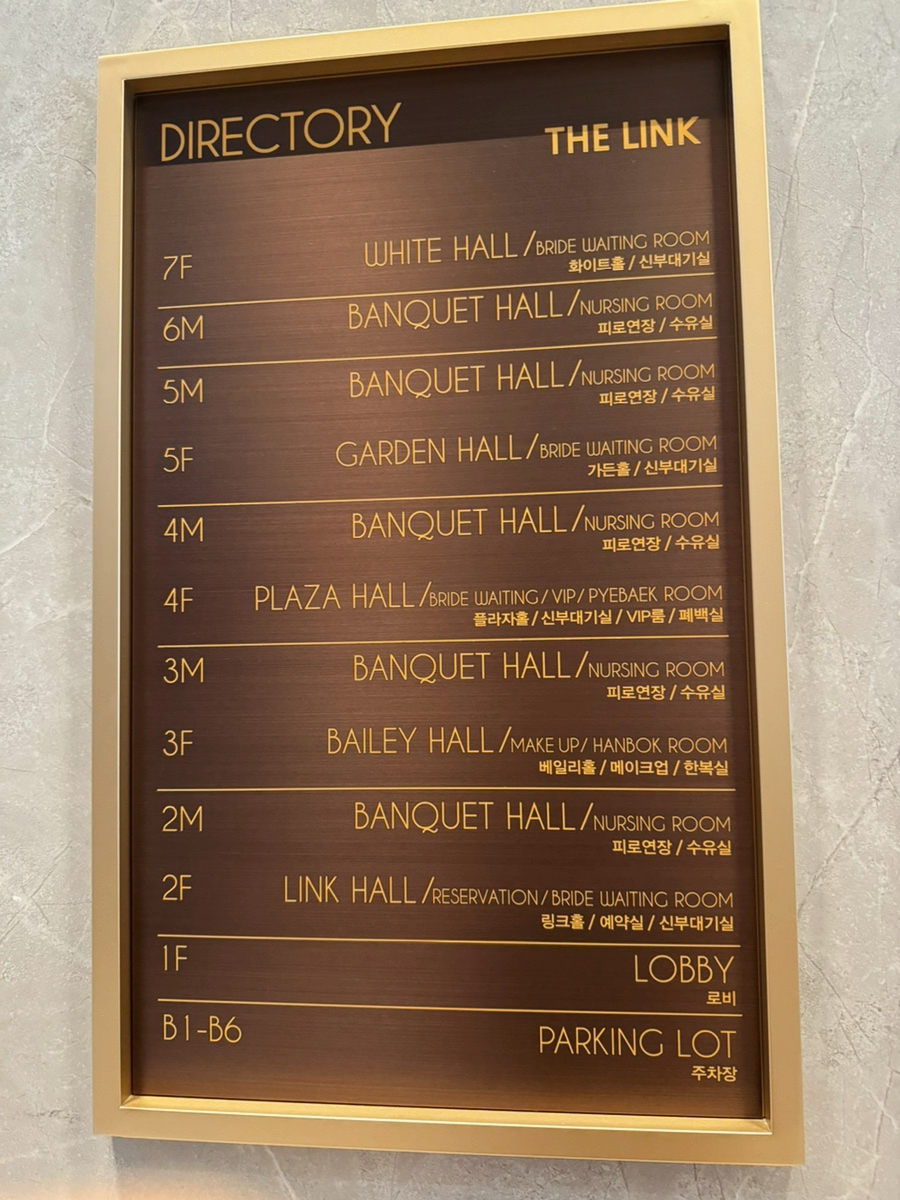 DIRECTORY
THE LINK
7F WHITE HALL / BRIDE WAITING ROOM
화이트홀 / 신부대기실
6M BANQUET HALL / NURSING ROOM
피로연장 / 수유실
5M BANQUET HALL / NURSING ROOM
피로연장 / 수유실
5F GARDEN HALL / BRIDE WAITING ROOM
가든홀 / 신부대기실
4M BANQUET HALL / NURSING ROOM
피로연장 / 수유실
4F PLAZA HALL / BRIDE WAITING / VIP / PYEBAEK ROOM
플라자홀 / 신부대기실 / VIP룸 / 폐백실
3M BANQUET HALL / NURSING ROOM
피로연장 / 수유실
3F BAILEY HALL / MAKE UP / HANBOK ROOM
베일리홀 / 메이크업 / 한복실
2M BANQUET HALL / NURSING ROOM
피로연장 / 수유실
2F LINK HALL / RESERVATION / BRIDE WAITING ROOM
링크홀 / 예약실 / 신부대기실
1F LOBBY
로비
B1-B6 PARKING LOT
주차장